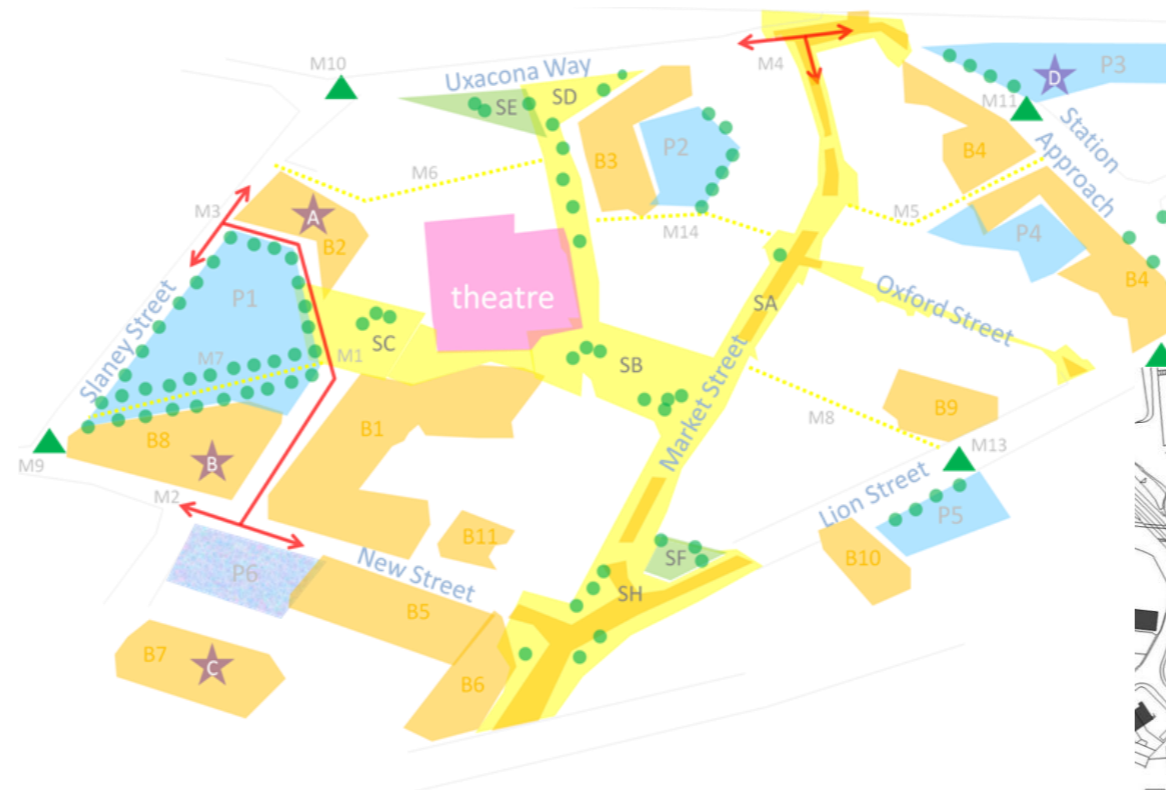 M10
Uxacona Way
SE
SD
M4
P3
D
M11
Station
Approach
B3
P2
B4
M6
M3
A
B2
M14
M5
P4
B4
P1
theatre
SA
Oxford Street
Slaney Street
SC
M1
M7
SB
Market Street
B1
B8
B
M9
M8
B9
M13
M2
Lion Street
P5
B11
SF
B10
P6
New Street
B5
SH
B7
C
B6